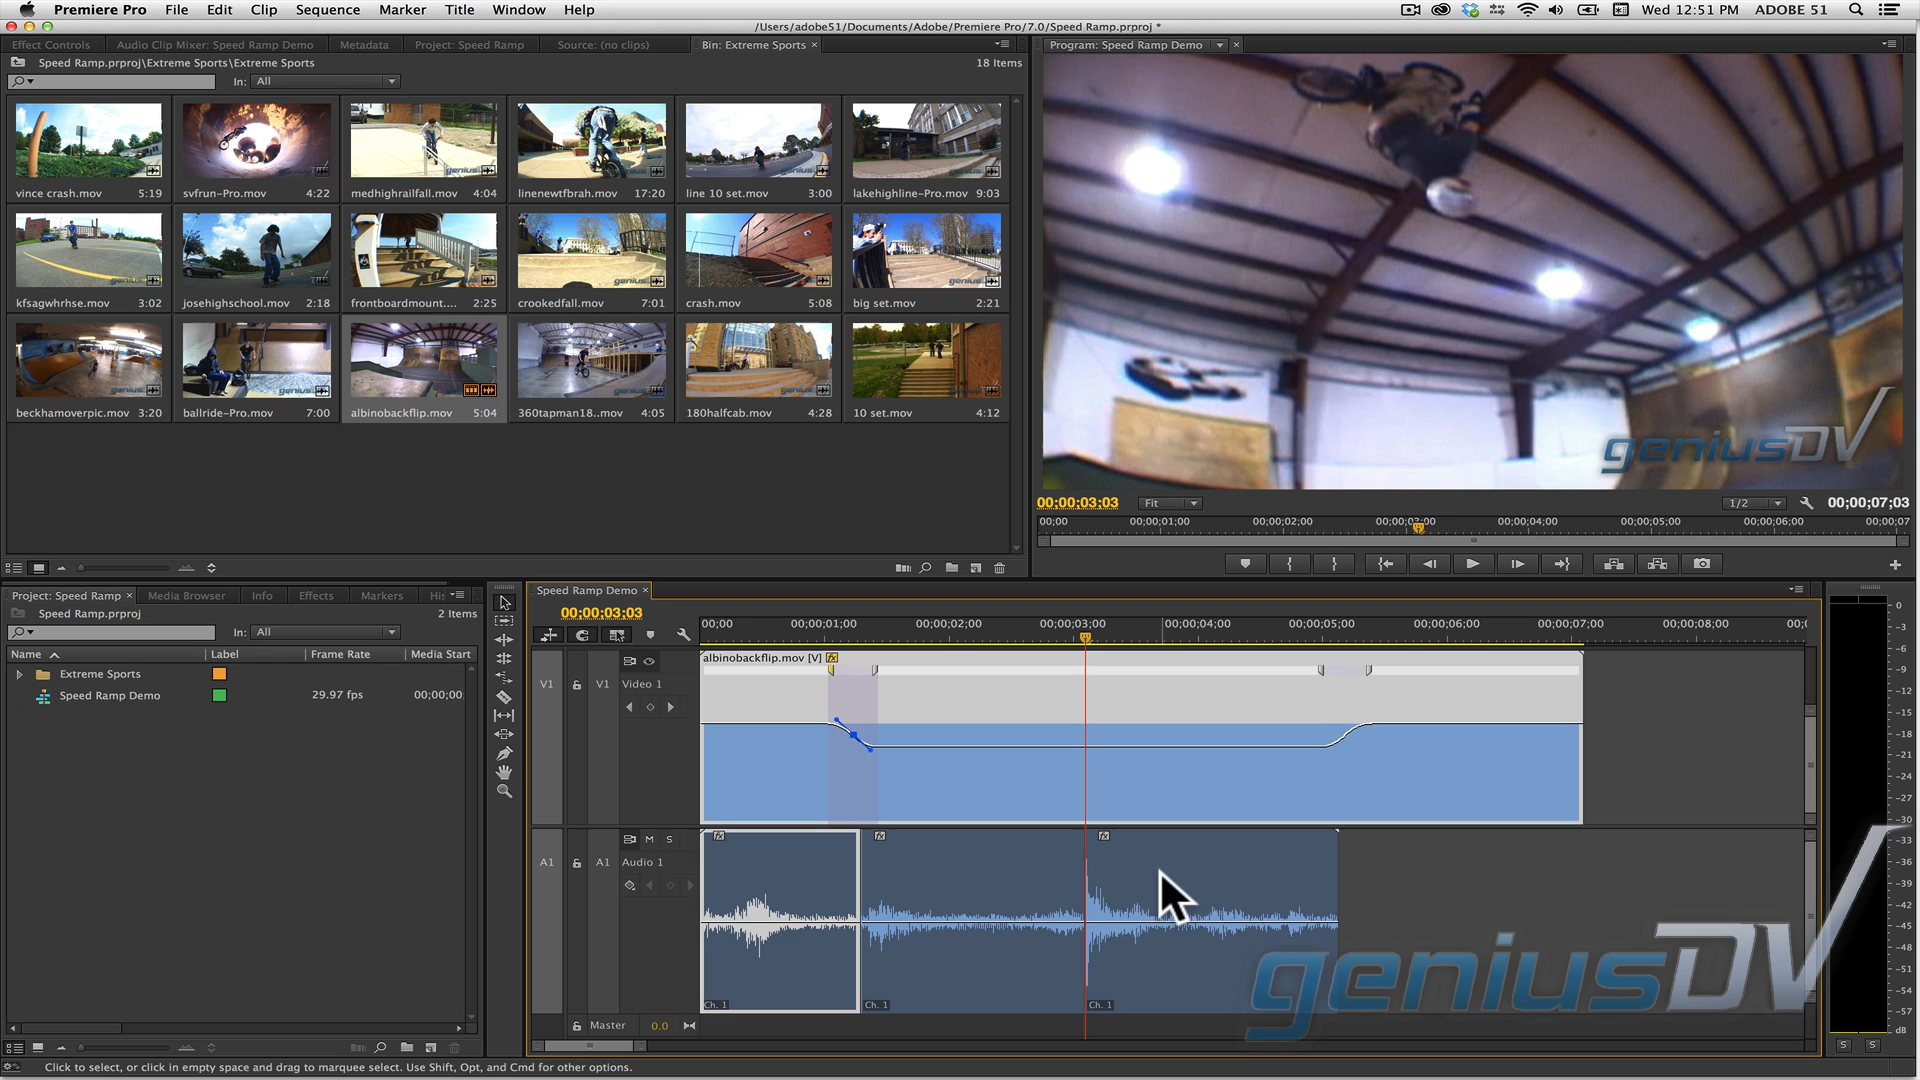 Premiere Pro File Edit Clip Sequence Marker Title Window Help Wed 12:51 PM ADOBE 51
/Users/adobe51/Documents/Adobe/Premiere Pro/7.0/Speed Ramp.prproj *
Effect Controls Audio Clip Mixer: Speed Ramp Demo Metadata Project: Speed Ramp Source: (no clips) Bin: Extreme Sports ×
Program: Speed Ramp Demo ×
Speed Ramp.prproj\Extreme Sports\Extreme Sports 18 Items
In: All
vince crash.mov 5:19
svfrun-Pro.mov 4:22
medhighrailfall.mov 4:04
linenewtfbrah.mov 17:20
line 10 set.mov 3:00
lakehighline-Pro.mov 9:03
kfsagwhrhse.mov 3:02
josehighschool.mov 2:18
frontboardmount.... 2:25
crookedfall.mov 7:01
crash.mov 5:08
big set.mov 2:21
beckhamoverpic.mov 3:20
ballride-Pro.mov 7:00
albinobackflip.mov 5:04
360tapman18..mov 4:05
180halfcab.mov 4:28
10 set.mov 4:12
geniusDV
00;00;03;03 Fit 1/2 00;00;07;03
00;00 00;00;01;00 00;00;02;00 00;00;03;00 00;00;04;00 00;00;05;00 00;00;06;00 00;00;07
Project: Speed Ramp × Media Browser Info Effects Markers His
Speed Ramp.prproj 2 Items
In: All
Name Label Frame Rate Media Start
Extreme Sports
Speed Ramp Demo 29.97 fps 00;00;00;
Speed Ramp Demo ×
00;00;03;03
00;00 00;00;01;00 00;00;02;00 00;00;03;00 00;00;04;00 00;00;05;00 00;00;06;00 00;00;07;00 00;00;08;00 00;0
albinobackflip.mov [V] fx
V1 V1 Video 1
fx fx fx
M S
A1 A1 Audio 1
Ch. 1 Ch. 1 Ch. 1
Master 0.0
geniusDV
0
-3
-6
-9
-12
-15
-18
-21
-24
-27
-30
-33
-36
-39
-42
-45
-48
-51
-54
-57
dB
S S
Click to select, or click in empty space and drag to marquee select. Use Shift, Opt, and Cmd for other options.